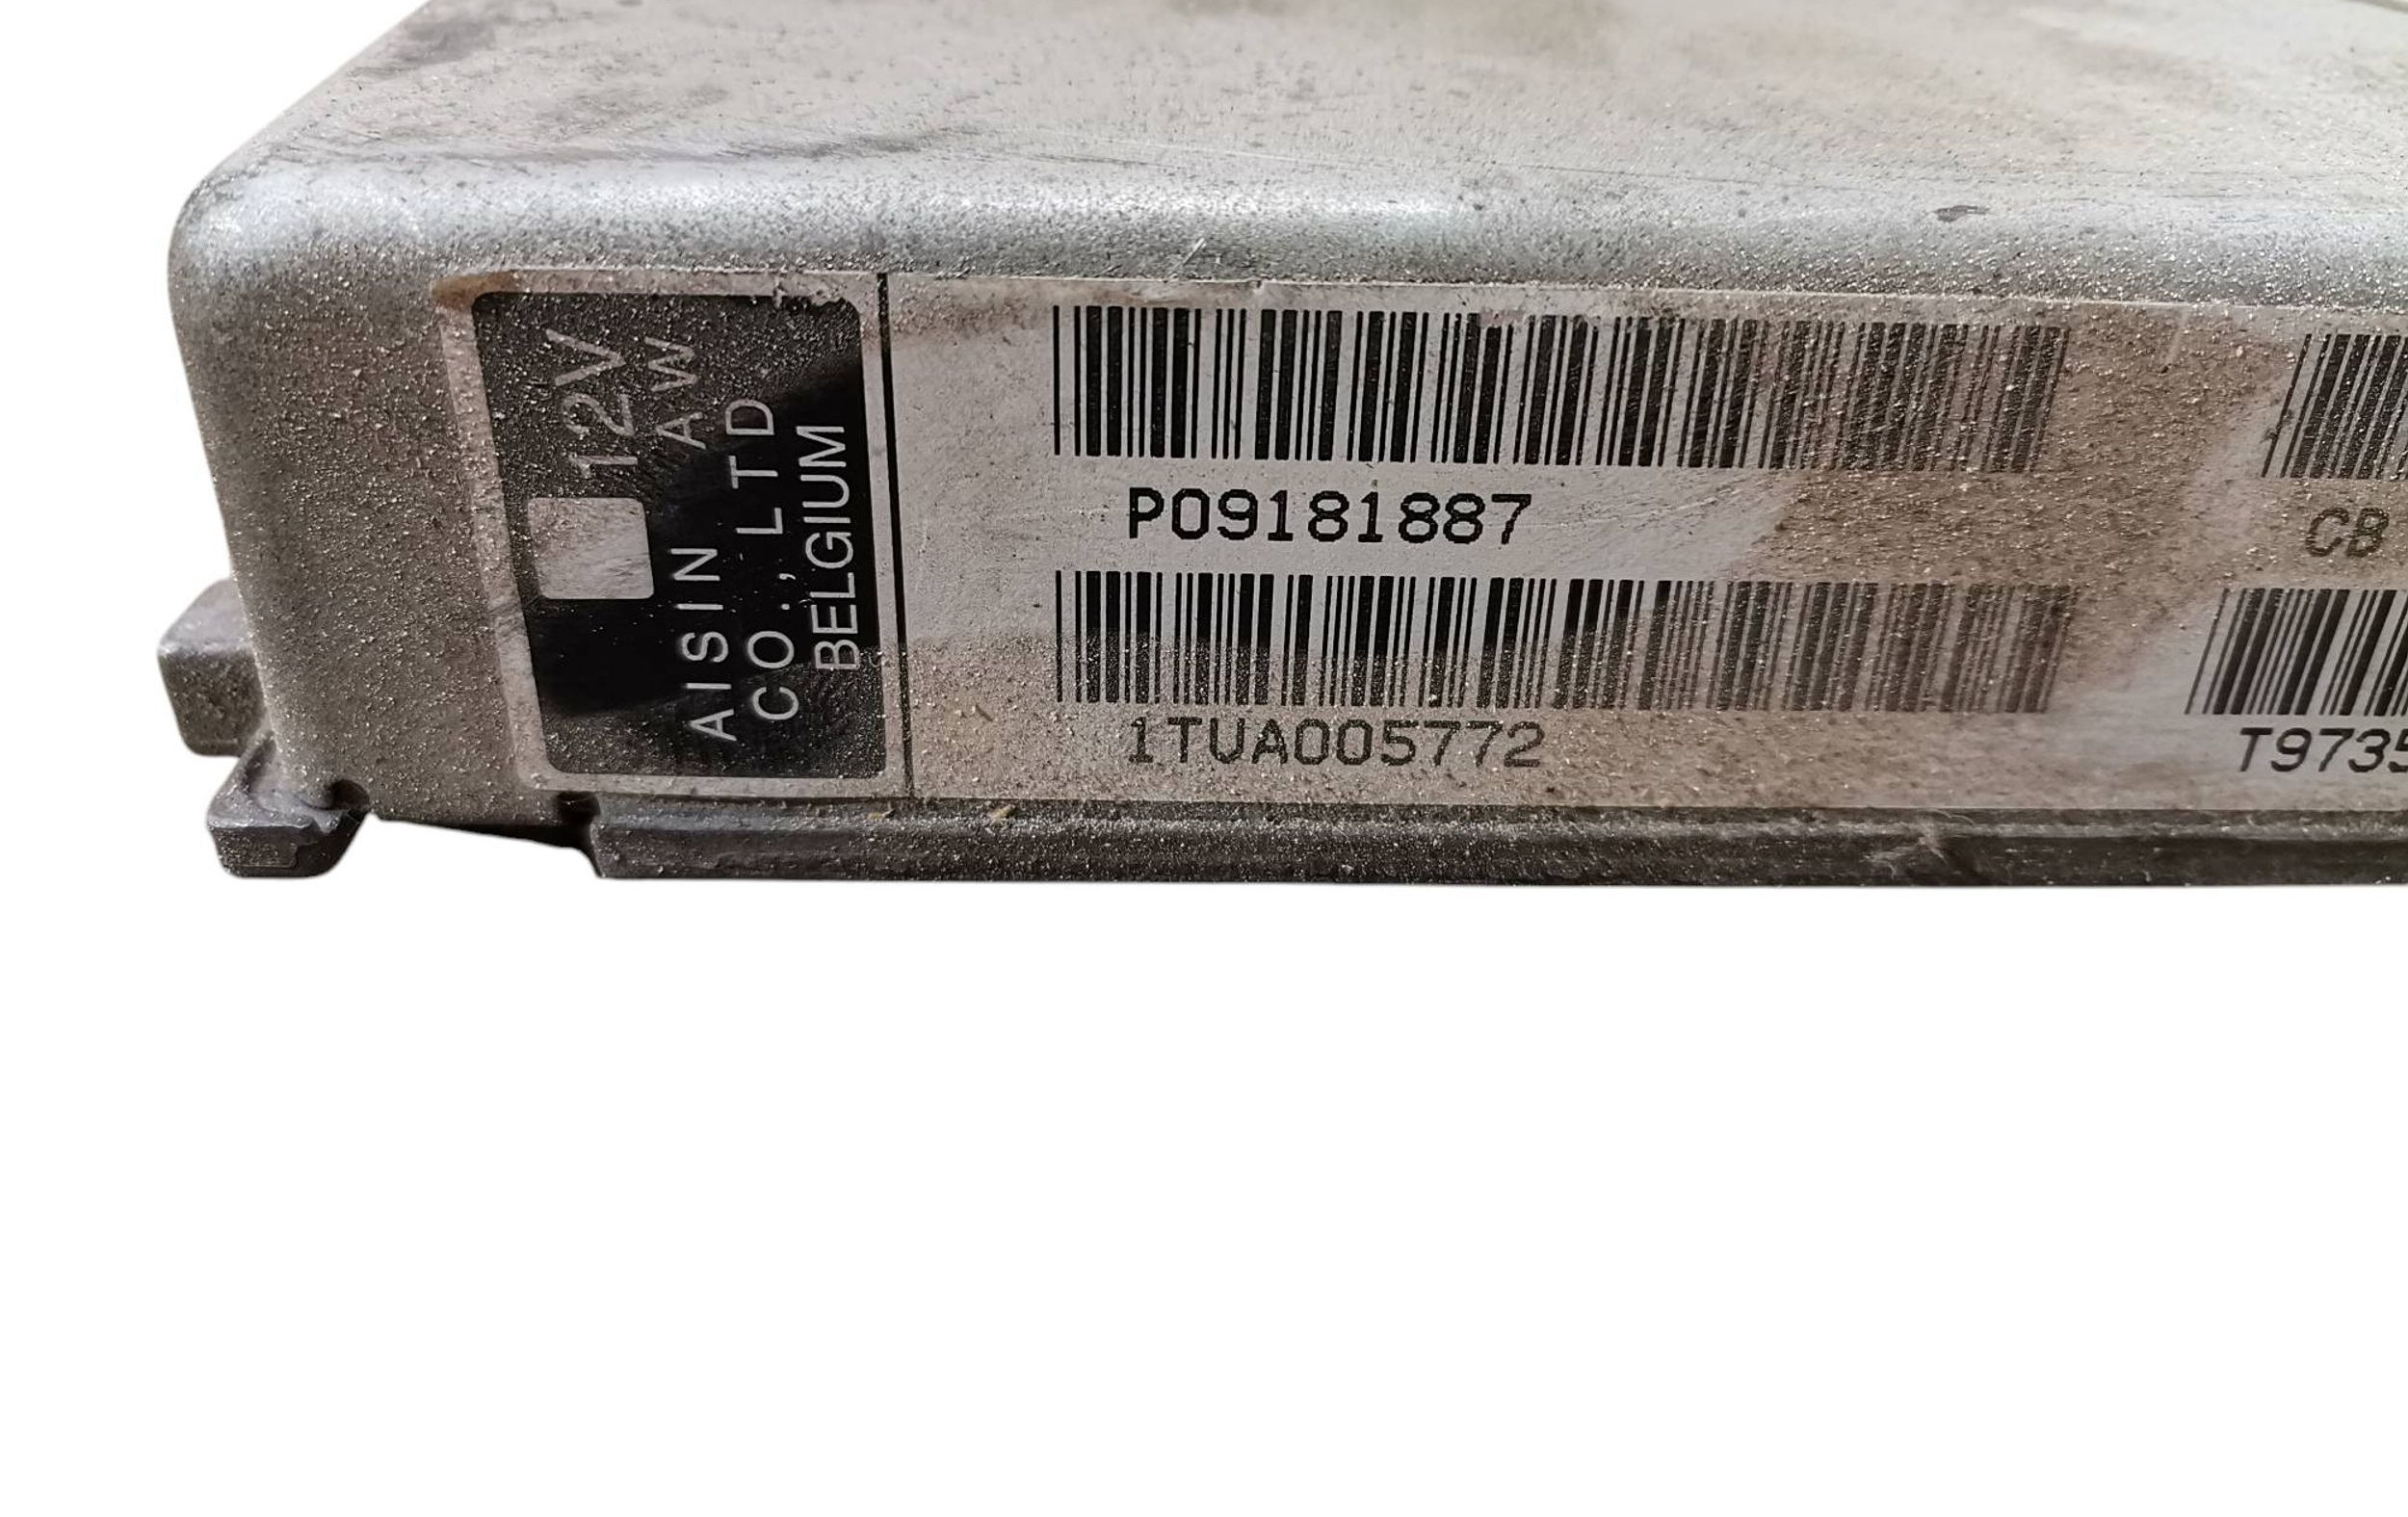 12V
AW
AISIN
CO., LTD
BELGIUM
P09181887
1TUA005772
CB
T9735